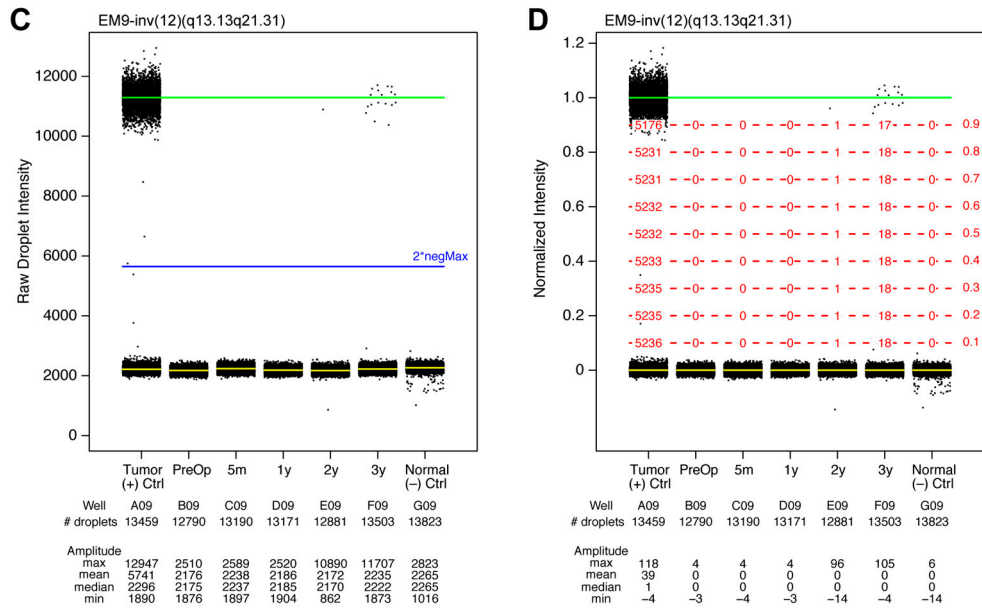 C
EM9-inv(12)(q13.13q21.31)
Raw Droplet Intensity
12000
10000
8000
6000
4000
2000
0
2*negMax
Tumor (+) Ctrl PreOp 5m 1y 2y 3y Normal (−) Ctrl
Well A09 B09 C09 D09 E09 F09 G09
# droplets 13459 12790 13190 13171 12881 13503 13823
Amplitude
max 12947 2510 2589 2520 10890 11707 2823
mean 5741 2176 2238 2186 2172 2235 2265
median 2296 2175 2237 2185 2170 2222 2265
min 1890 1876 1897 1904 862 1873 1016
D
EM9-inv(12)(q13.13q21.31)
Normalized Intensity
1.2
1.0
0.8
0.6
0.4
0.2
0
5176 0 0 0 1 17 0 0.9
5231 0 0 0 1 18 0 0.8
5231 0 0 0 1 18 0 0.7
5232 0 0 0 1 18 0 0.6
5232 0 0 0 1 18 0 0.5
5233 0 0 0 1 18 0 0.4
5235 0 0 0 1 18 0 0.3
5235 0 0 0 1 18 0 0.2
5236 0 0 0 1 18 0 0.1
Tumor (+) Ctrl PreOp 5m 1y 2y 3y Normal (−) Ctrl
Well A09 B09 C09 D09 E09 F09 G09
# droplets 13459 12790 13190 13171 12881 13503 13823
Amplitude
max 118 4 4 4 96 105 6
mean 39 0 0 0 0 0 0
median 1 0 0 0 0 0 0
min −4 −3 −4 −3 −14 −4 −14